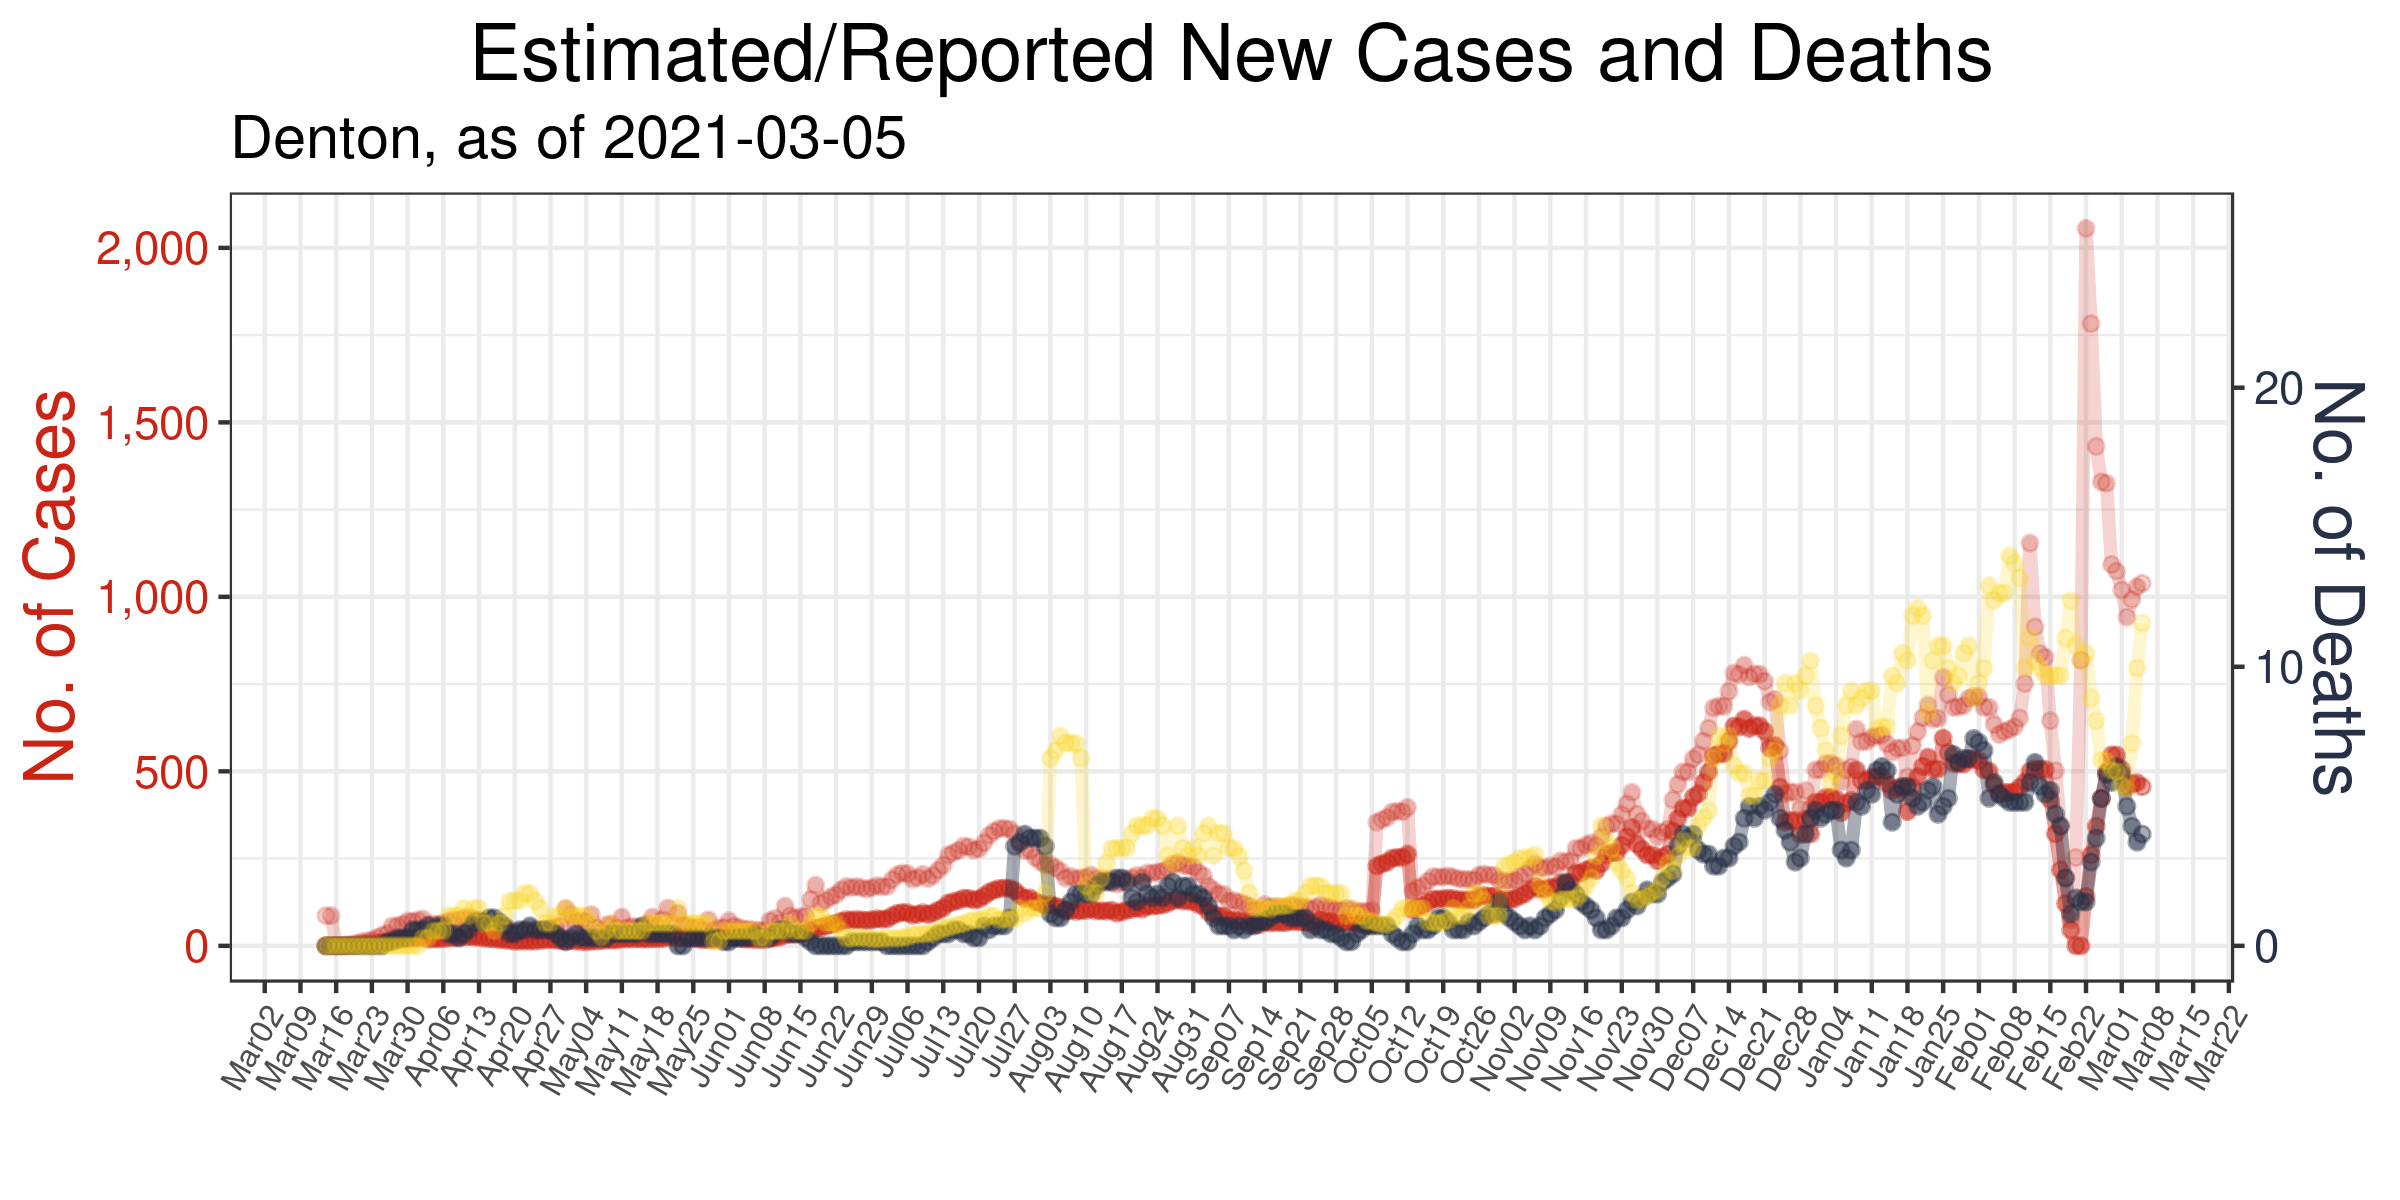 Estimated/Reported New Cases and Deaths
Denton, as of 2021-03-05
No. of Cases
2,000
1,500
1,000
500
0
No. of Deaths
20
10
0
Mar02
Mar09
Mar16
Mar23
Mar30
Apr06
Apr13
Apr20
Apr27
May04
May11
May18
May25
Jun01
Jun08
Jun15
Jun22
Jun29
Jul06
Jul13
Jul20
Jul27
Aug03
Aug10
Aug17
Aug24
Aug31
Sep07
Sep14
Sep21
Sep28
Oct05
Oct12
Oct19
Oct26
Nov02
Nov09
Nov16
Nov23
Nov30
Dec07
Dec14
Dec21
Dec28
Jan04
Jan11
Jan18
Jan25
Feb01
Feb08
Feb15
Feb22
Mar01
Mar08
Mar15
Mar22